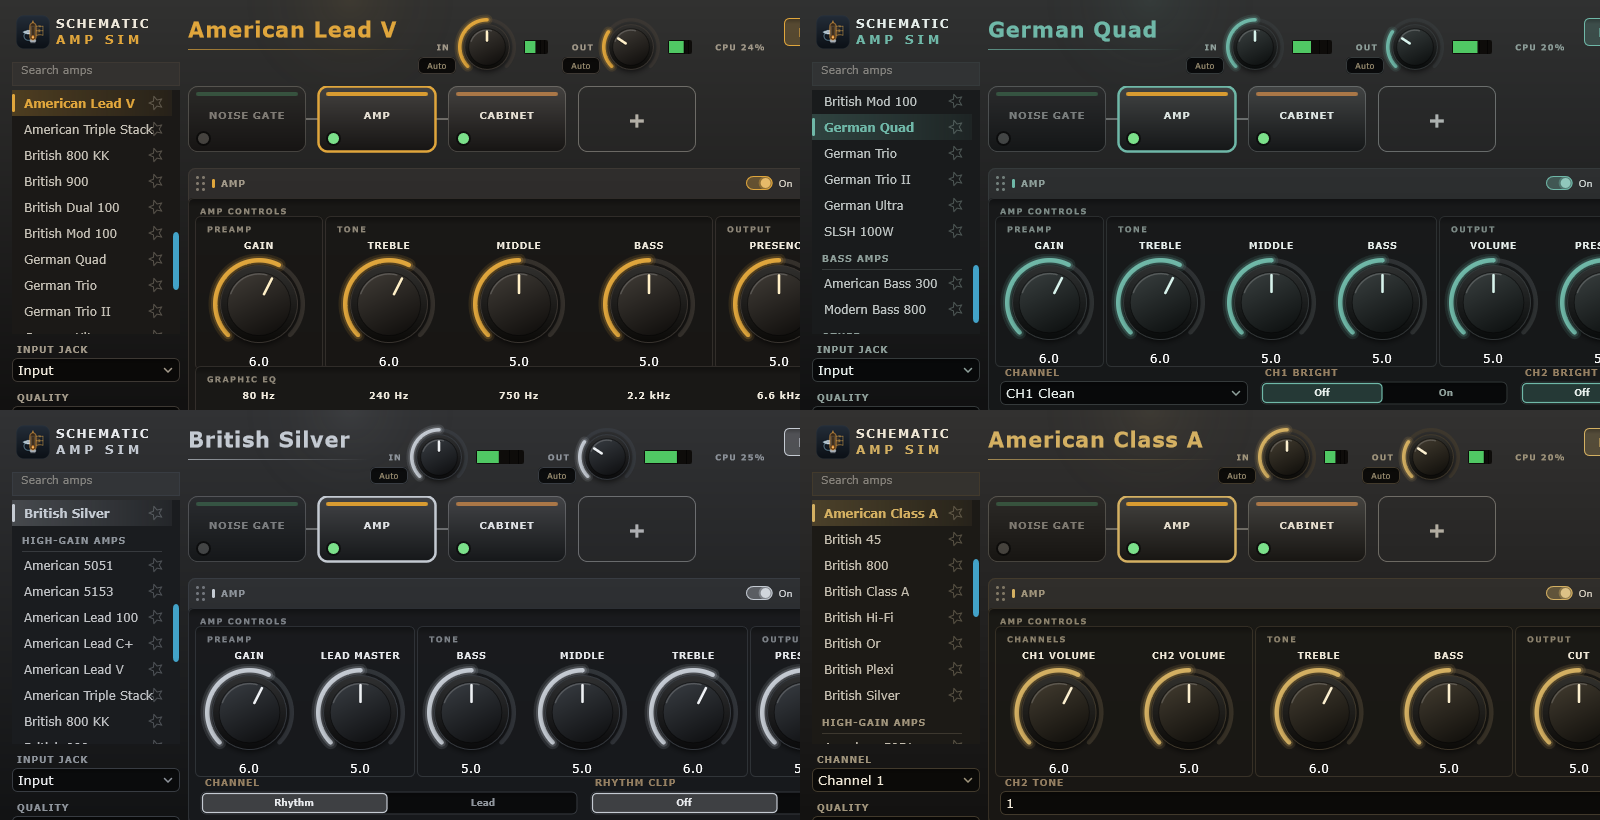 SCHEMATIC
AMP SIM
American Lead V
IN
Auto
OUT
Auto
CPU 24%
Search amps
American Lead V
American Triple Stack
British 800 KK
British 900
British Dual 100
British Mod 100
German Quad
German Trio
German Trio II
INPUT JACK
Input
QUALITY
NOISE GATE
AMP
CABINET
+
AMP
On
AMP CONTROLS
PREAMP
TONE
OUTPUT
GAIN
TREBLE
MIDDLE
BASS
PRESENC
6.0
6.0
5.0
5.0
5.0
GRAPHIC EQ
80 Hz
240 Hz
750 Hz
2.2 kHz
6.6 kHz
SCHEMATIC
AMP SIM
German Quad
IN
Auto
OUT
Auto
CPU 20%
Search amps
British Mod 100
German Quad
German Trio
German Trio II
German Ultra
SLSH 100W
BASS AMPS
American Bass 300
Modern Bass 800
INPUT JACK
Input
QUALITY
NOISE GATE
AMP
CABINET
+
AMP
On
AMP CONTROLS
PREAMP
TONE
OUTPUT
GAIN
TREBLE
MIDDLE
BASS
VOLUME
PRES
6.0
6.0
5.0
5.0
5.0
5
CHANNEL
CH1 Clean
CH1 BRIGHT
Off
On
CH2 BRIGHT
Off
SCHEMATIC
AMP SIM
British Silver
IN
Auto
OUT
Auto
CPU 25%
Search amps
British Silver
HIGH-GAIN AMPS
American 5051
American 5153
American Lead 100
American Lead C+
American Lead V
American Triple Stack
British 800 KK
INPUT JACK
Input
QUALITY
NOISE GATE
AMP
CABINET
+
AMP
On
AMP CONTROLS
PREAMP
TONE
OUTPU
GAIN
LEAD MASTER
BASS
MIDDLE
TREBLE
PRES
6.0
5.0
5.0
5.0
6.0
5
CHANNEL
Rhythm
Lead
RHYTHM CLIP
Off
SCHEMATIC
AMP SIM
American Class A
IN
Auto
OUT
Auto
CPU 20%
Search amps
American Class A
British 45
British 800
British Class A
British Hi-Fi
British Or
British Plexi
British Silver
HIGH-GAIN AMPS
CHANNEL
Channel 1
QUALITY
NOISE GATE
AMP
CABINET
+
AMP
On
AMP CONTROLS
CHANNELS
TONE
OUTPUT
CH1 VOLUME
CH2 VOLUME
TREBLE
BASS
CUT
6.0
5.0
6.0
5.0
5.0
CH2 TONE
1